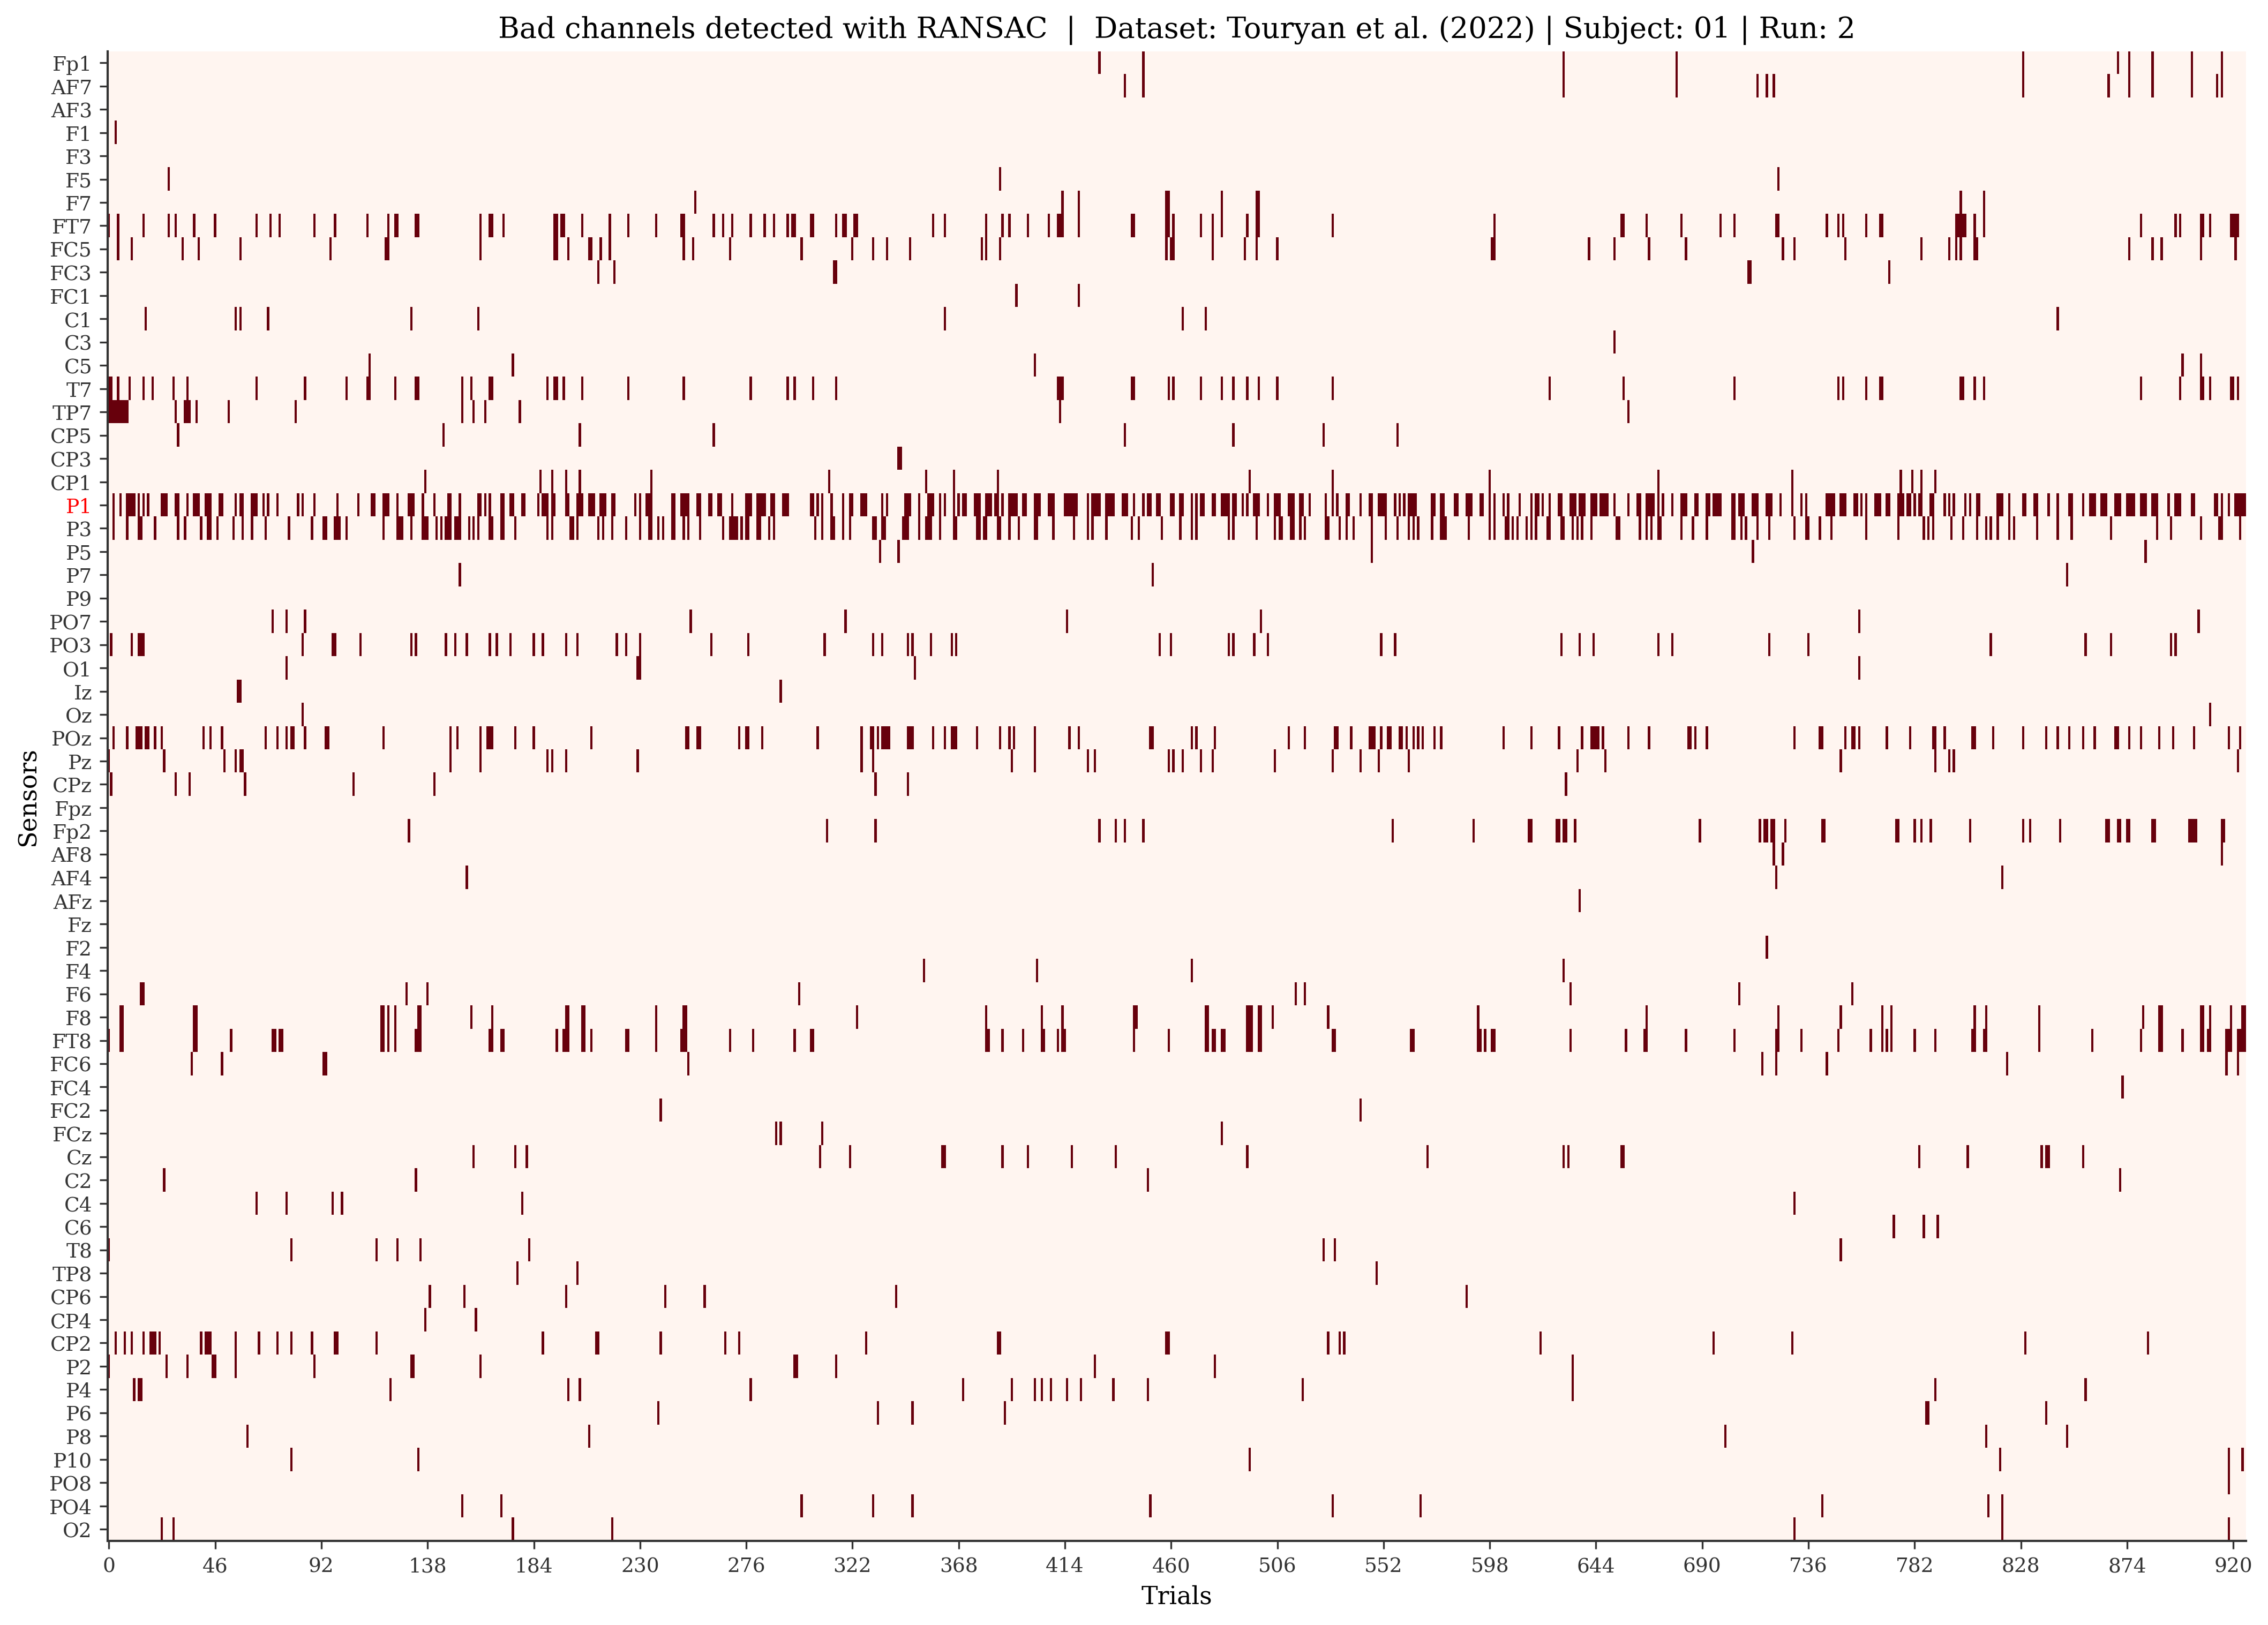 Bad channels detected with RANSAC | Dataset: Touryan et al. (2022) | Subject: 01 | Run: 2
Fp1
AF7
AF3
F1
F3
F5
F7
FT7
FC5
FC3
FC1
C1
C3
C5
T7
TP7
CP5
CP3
CP1
P1
P3
P5
P7
P9
PO7
PO3
O1
Iz
Oz
POz
Pz
CPz
Fpz
Fp2
AF8
AF4
AFz
Fz
F2
F4
F6
F8
FT8
FC6
FC4
FC2
FCz
Cz
C2
C4
C6
T8
TP8
CP6
CP4
CP2
P2
P4
P6
P8
P10
PO8
PO4
O2
Sensors
0 46 92 138 184 230 276 322 368 414 460 506 552 598 644 690 736 782 828 874 920
Trials